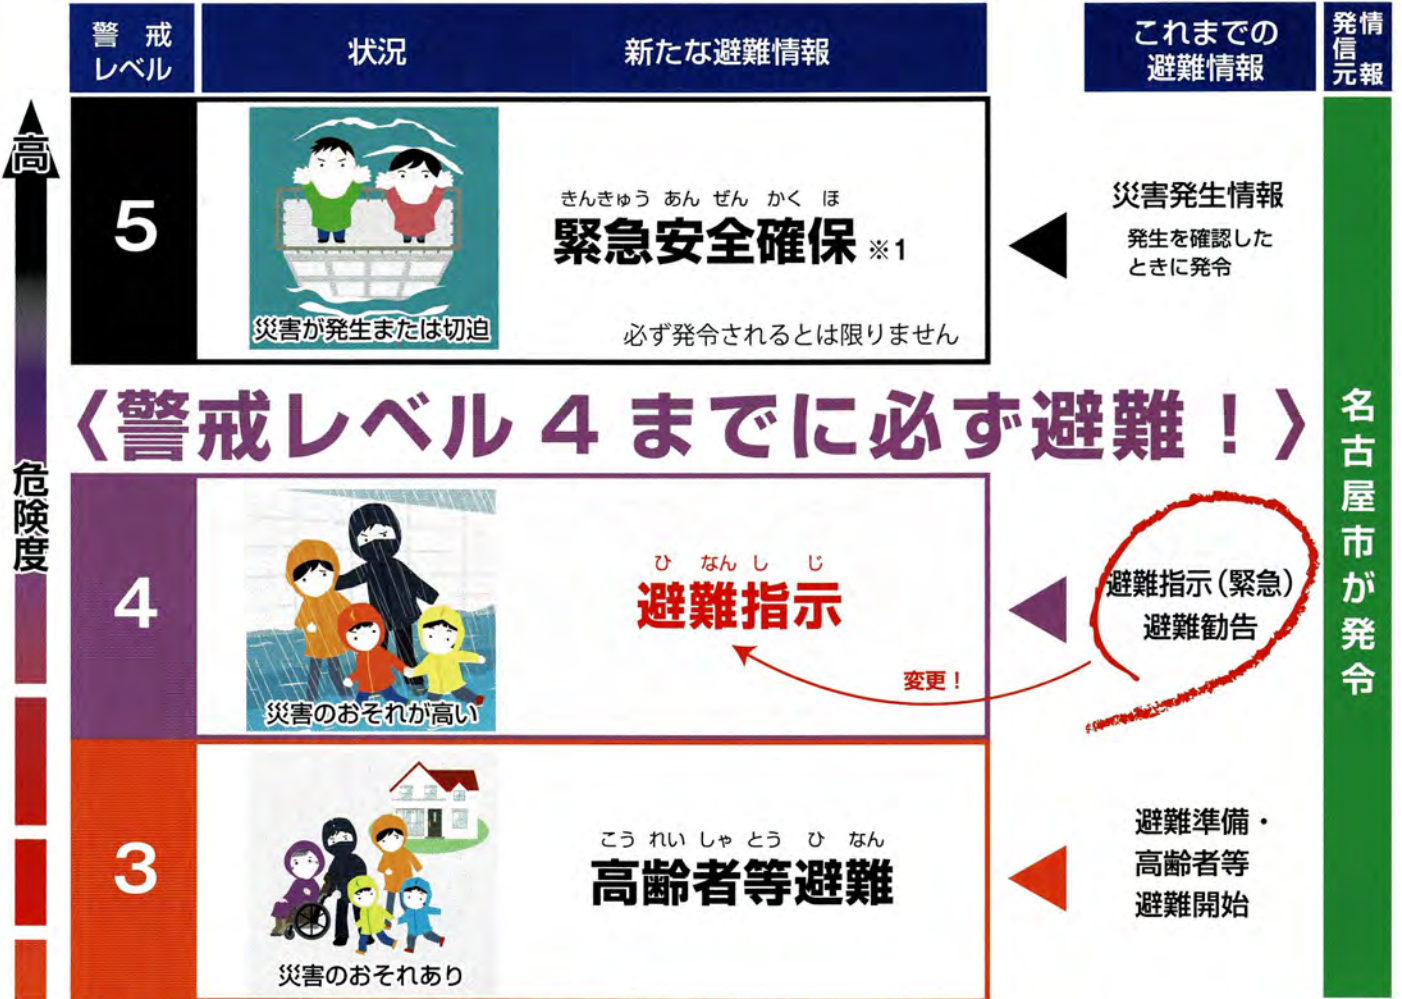 警戒
レベル
状況
新たな避難情報
これまでの
避難情報
情報
発信元
高
危険度
5
災害が発生または切迫
きんきゅう あん ぜん かく ほ
緊急安全確保 ※1
必ず発令されるとは限りません
災害発生情報
発生を確認した
ときに発令
〈警戒レベル4までに必ず避難！〉
4
災害のおそれが高い
ひ なん し じ
避難指示
変更！
避難指示（緊急）
避難勧告
3
災害のおそれあり
こう れい しゃ とう ひ なん
高齢者等避難
避難準備・
高齢者等
避難開始
名古屋市が発令